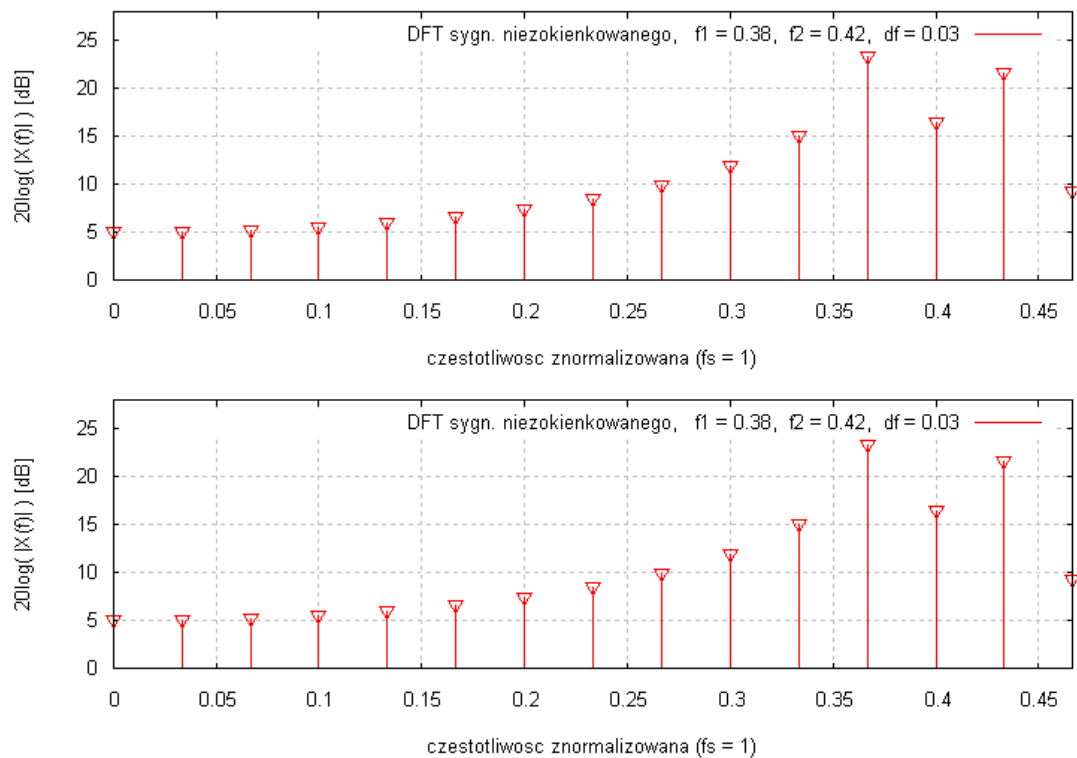 DFT sygn. niezokienkowanego, f1 = 0.38, f2 = 0.42, df = 0.03
20log( |X(f)| ) [dB]
25
20
15
10
5
0
0 0.05 0.1 0.15 0.2 0.25 0.3 0.35 0.4 0.45
czestotliwosc znormalizowana (fs = 1)
DFT sygn. niezokienkowanego, f1 = 0.38, f2 = 0.42, df = 0.03
20log( |X(f)| ) [dB]
25
20
15
10
5
0
0 0.05 0.1 0.15 0.2 0.25 0.3 0.35 0.4 0.45
czestotliwosc znormalizowana (fs = 1)